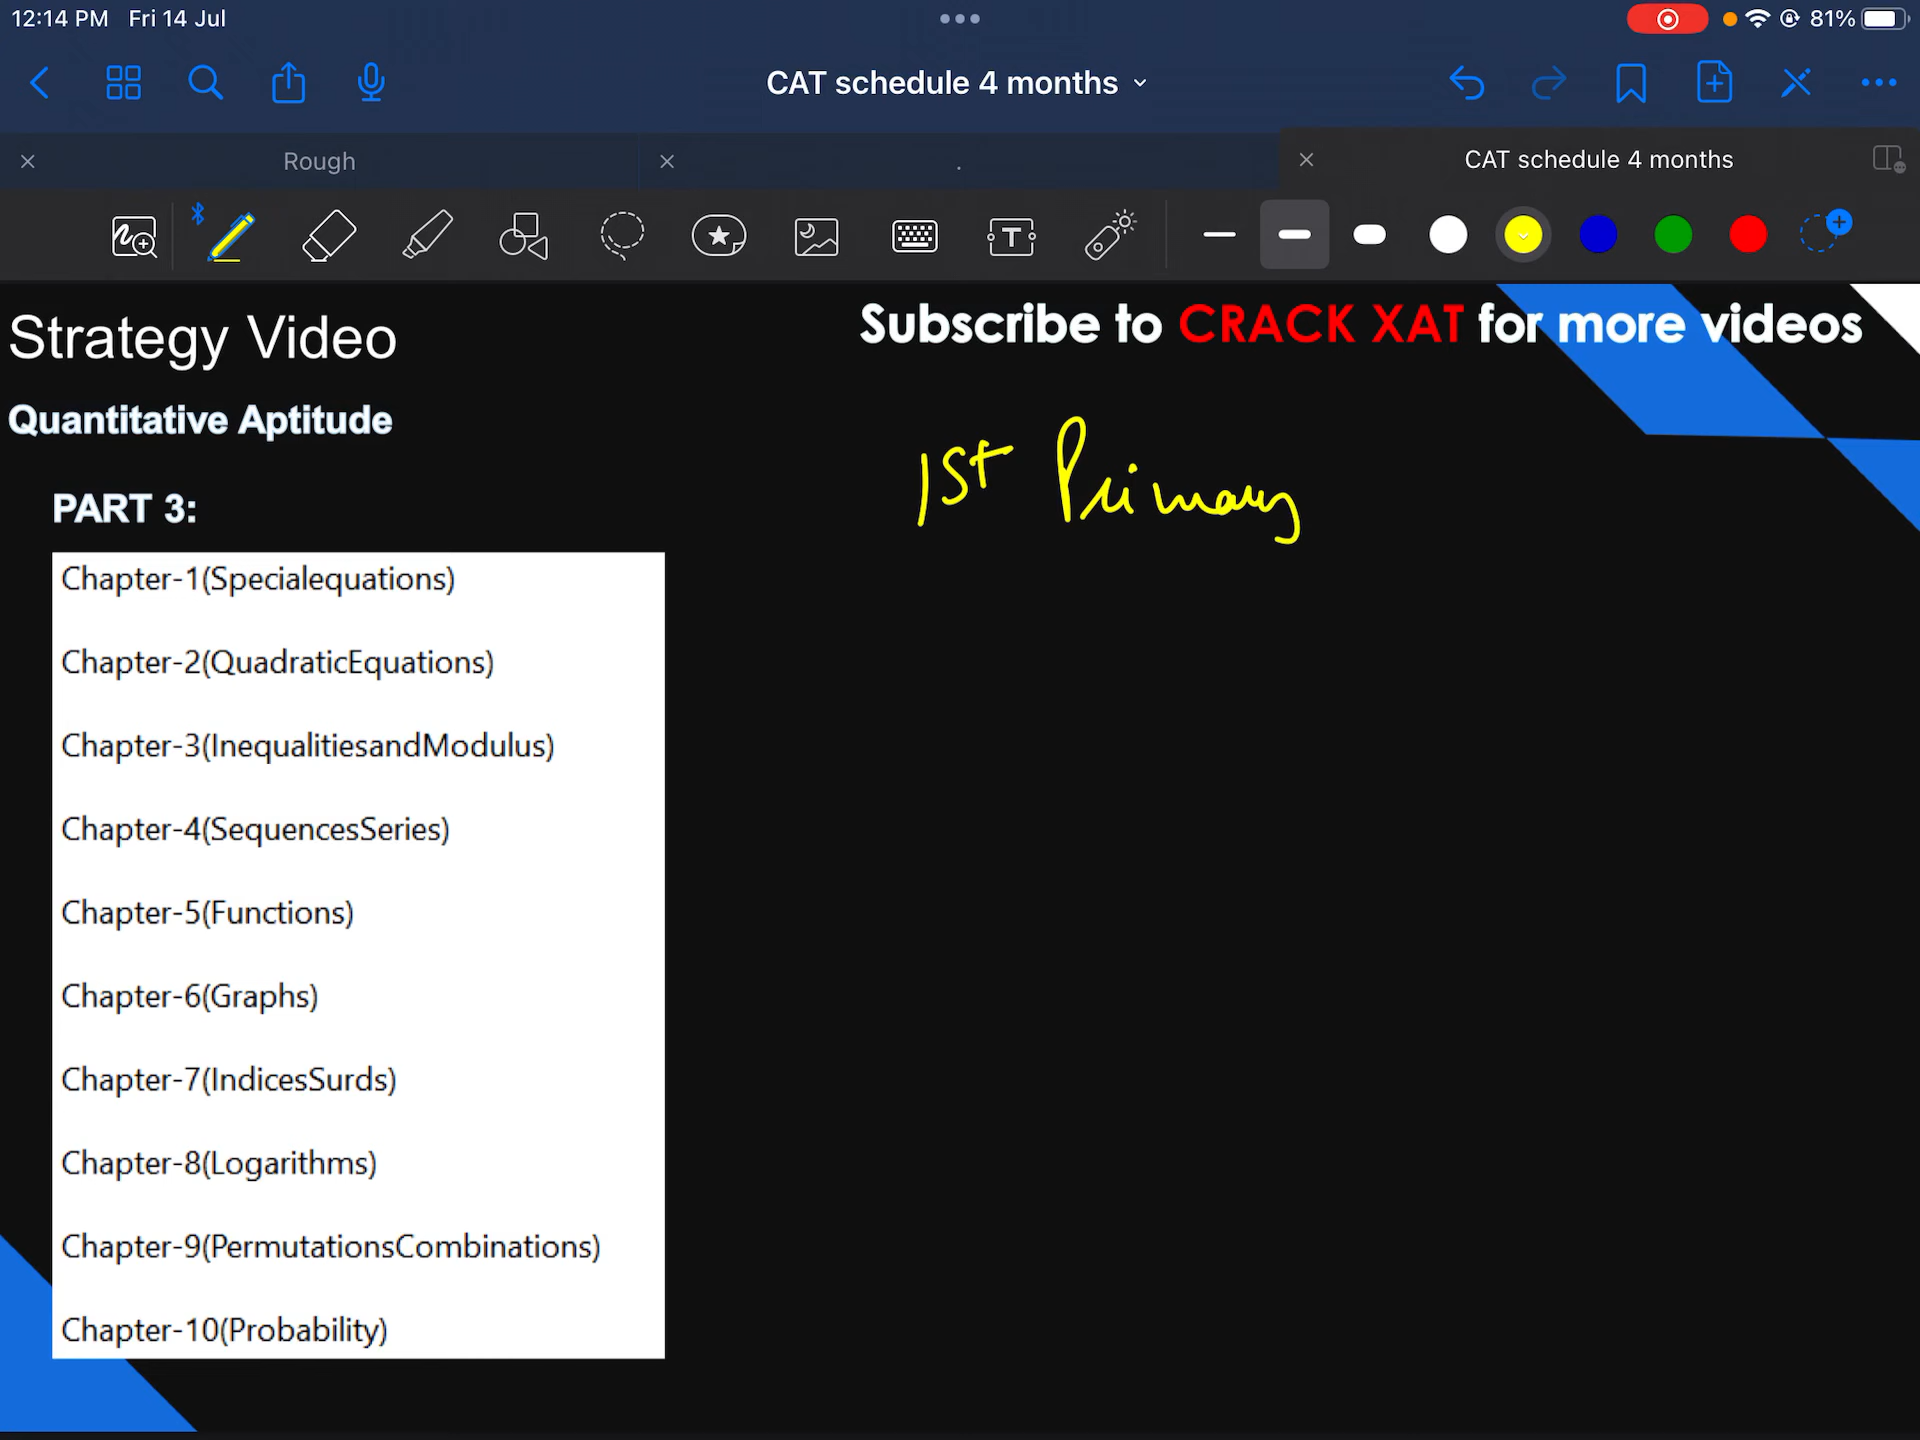 12:14 PM Fri 14 Jul
81%
CAT schedule 4 months
Rough
.
CAT schedule 4 months
T
Strategy Video
Subscribe to CRACK XAT for more videos
Quantitative Aptitude
1st Primary
PART 3:
Chapter-1(Specialequations)
Chapter-2(QuadraticEquations)
Chapter-3(InequalitiesandModulus)
Chapter-4(SequencesSeries)
Chapter-5(Functions)
Chapter-6(Graphs)
Chapter-7(IndicesSurds)
Chapter-8(Logarithms)
Chapter-9(PermutationsCombinations)
Chapter-10(Probability)